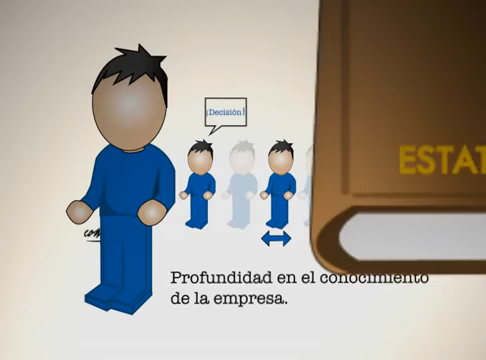 ¡Decisión!
ESTAT
Profundidad en el conocimiento
de la empresa.